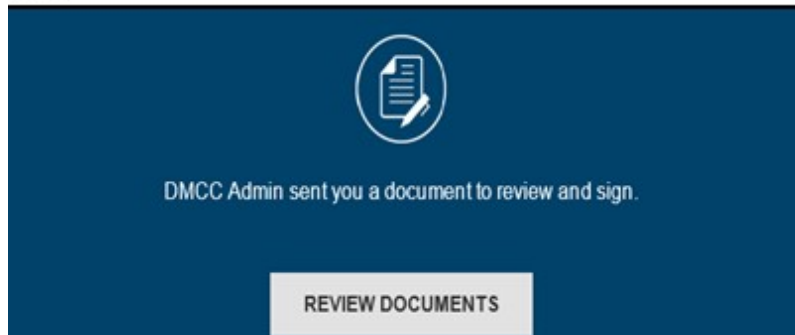 DMCC Admin sent you a document to review and sign.
REVIEW DOCUMENTS